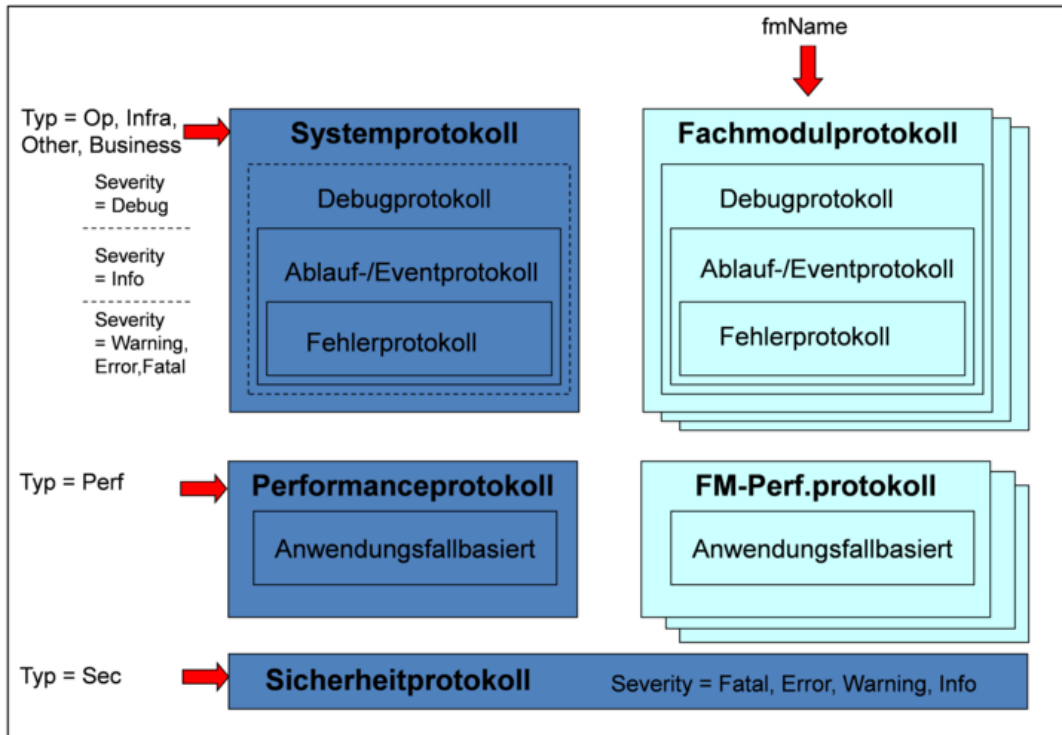 fmName
Typ = Op, Infra,
Other, Business
Systemprotokoll
Fachmodulprotokoll
Severity
= Debug
Debugprotokoll
Debugprotokoll
Severity
= Info
Ablauf-/Eventprotokoll
Ablauf-/Eventprotokoll
Severity
= Warning,
Error,Fatal
Fehlerprotokoll
Fehlerprotokoll
Typ = Perf
Performanceprotokoll
FM-Perf.protokoll
Anwendungsfallbasiert
Anwendungsfallbasiert
Typ = Sec
Sicherheitprotokoll
Severity = Fatal, Error, Warning, Info